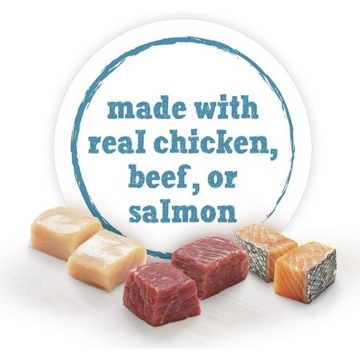 made with
real chicken,
beef, or
salmon